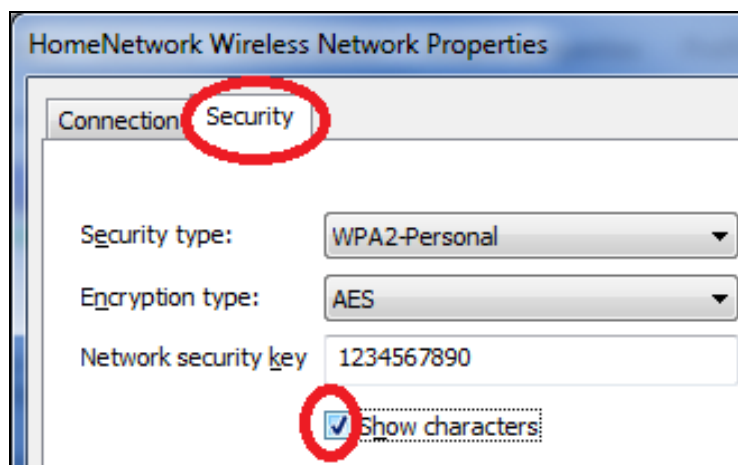 HomeNetwork Wireless Network Properties
Connection Security
Security type: WPA2-Personal
Encryption type: AES
Network security key 1234567890
Show characters